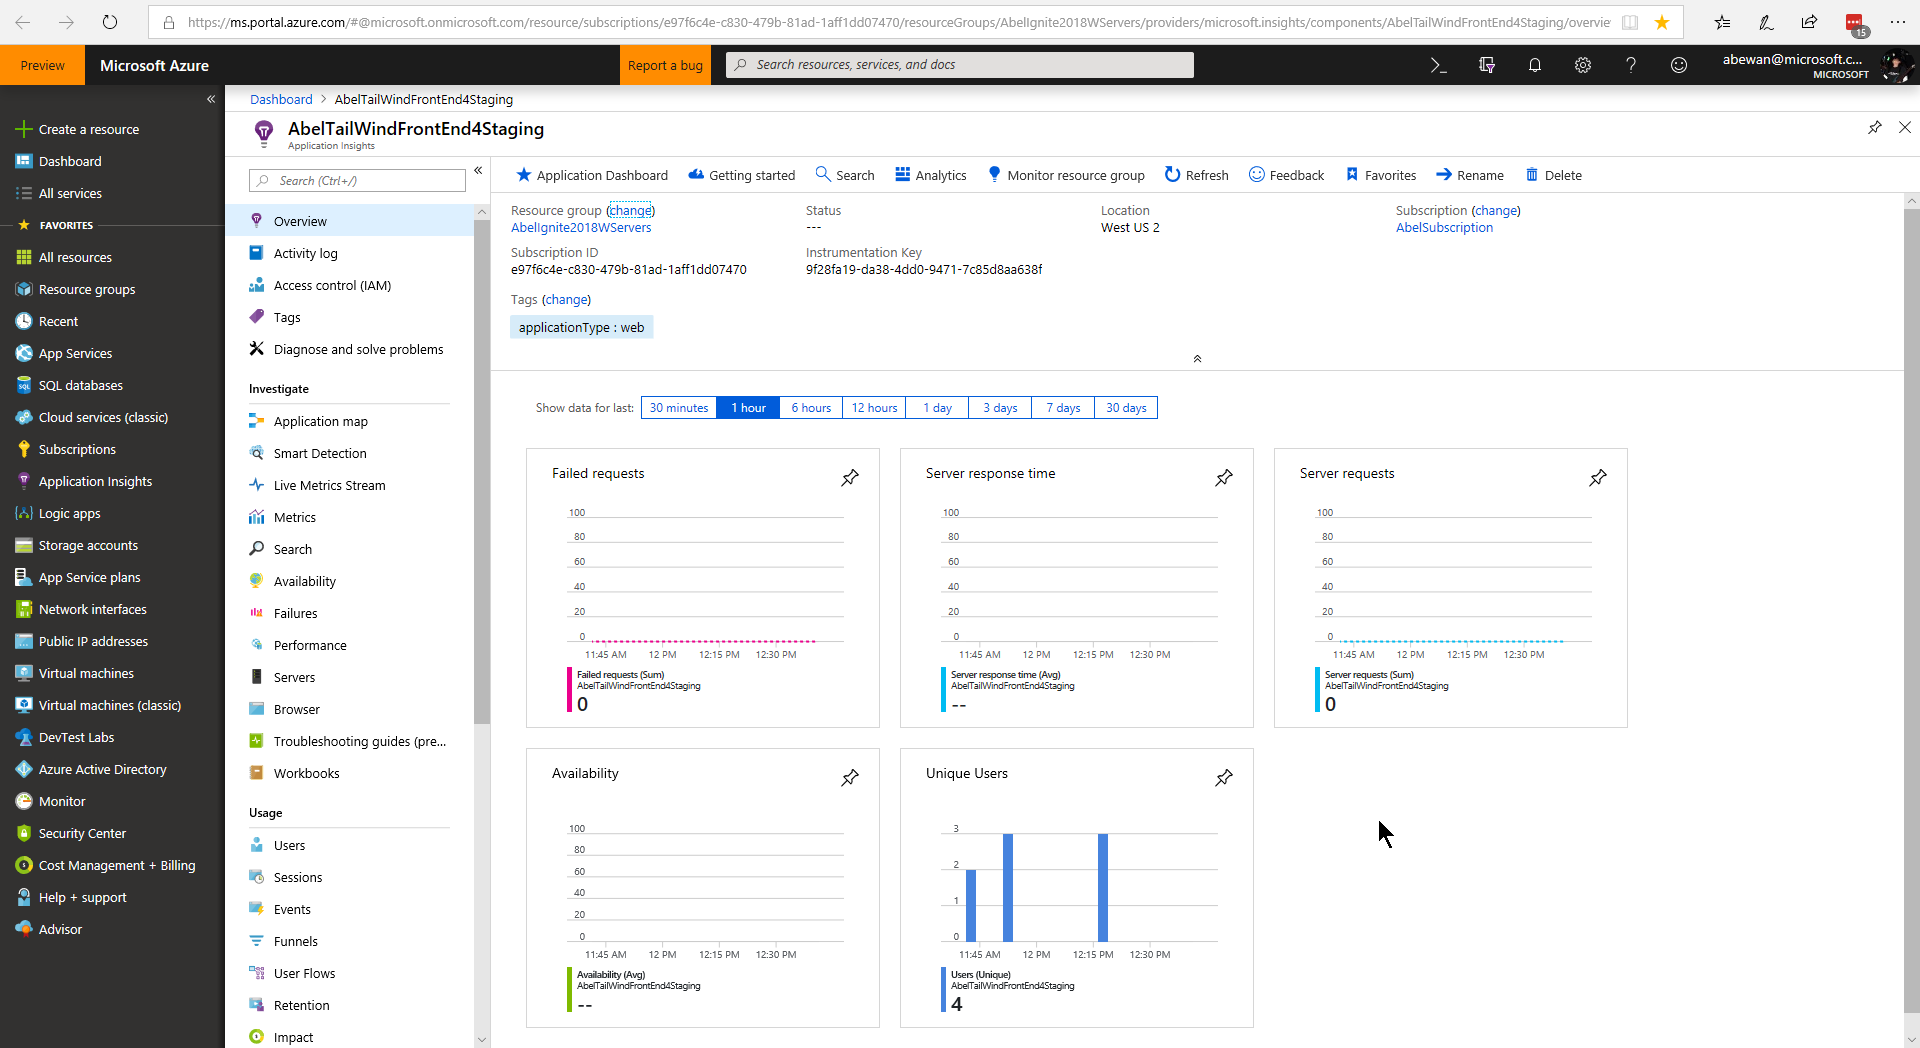 https://ms.portal.azure.com/#@microsoft.onmicrosoft.com/resource/subscriptions/e97f6c4e-c830-479b-81ad-1aff1dd07470/resourceGroups/AbelIgnite2018WServers/providers/microsoft.insights/components/AbelTailWindFrontEnd4Staging/overvie
15
Preview
Microsoft Azure
Report a bug
Search resources, services, and docs
abewan@microsoft.c...
MICROSOFT
Create a resource
Dashboard
All services
FAVORITES
All resources
Resource groups
Recent
App Services
SQL databases
Cloud services (classic)
Subscriptions
Application Insights
Logic apps
Storage accounts
App Service plans
Network interfaces
Public IP addresses
Virtual machines
Virtual machines (classic)
DevTest Labs
Azure Active Directory
Monitor
Security Center
Cost Management + Billing
Help + support
Advisor
Dashboard > AbelTailWindFrontEnd4Staging
AbelTailWindFrontEnd4Staging
Application Insights
Search (Ctrl+/)
Overview
Activity log
Access control (IAM)
Tags
Diagnose and solve problems
Investigate
Application map
Smart Detection
Live Metrics Stream
Metrics
Search
Availability
Failures
Performance
Servers
Browser
Troubleshooting guides (pre...
Workbooks
Usage
Users
Sessions
Events
Funnels
User Flows
Retention
Impact
Application Dashboard
Getting started
Search
Analytics
Monitor resource group
Refresh
Feedback
Favorites
Rename
Delete
Resource group (change)
AbelIgnite2018WServers
Status
---
Location
West US 2
Subscription (change)
AbelSubscription
Subscription ID
e97f6c4e-c830-479b-81ad-1aff1dd07470
Instrumentation Key
9f28fa19-da38-4dd0-9471-7c85d8aa638f
Tags (change)
applicationType : web
Show data for last:
30 minutes
1 hour
6 hours
12 hours
1 day
3 days
7 days
30 days
Failed requests
100
80
60
40
20
0
11:45 AM 12 PM 12:15 PM 12:30 PM
Failed requests (Sum)
AbelTailWindFrontEnd4Staging
0
Server response time
100
80
60
40
20
0
11:45 AM 12 PM 12:15 PM 12:30 PM
Server response time (Avg)
AbelTailWindFrontEnd4Staging
--
Server requests
100
80
60
40
20
0
11:45 AM 12 PM 12:15 PM 12:30 PM
Server requests (Sum)
AbelTailWindFrontEnd4Staging
0
Availability
100
80
60
40
20
0
11:45 AM 12 PM 12:15 PM 12:30 PM
Availability (Avg)
AbelTailWindFrontEnd4Staging
--
Unique Users
3
2
1
0
11:45 AM 12 PM 12:15 PM 12:30 PM
Users (Unique)
AbelTailWindFrontEnd4Staging
4